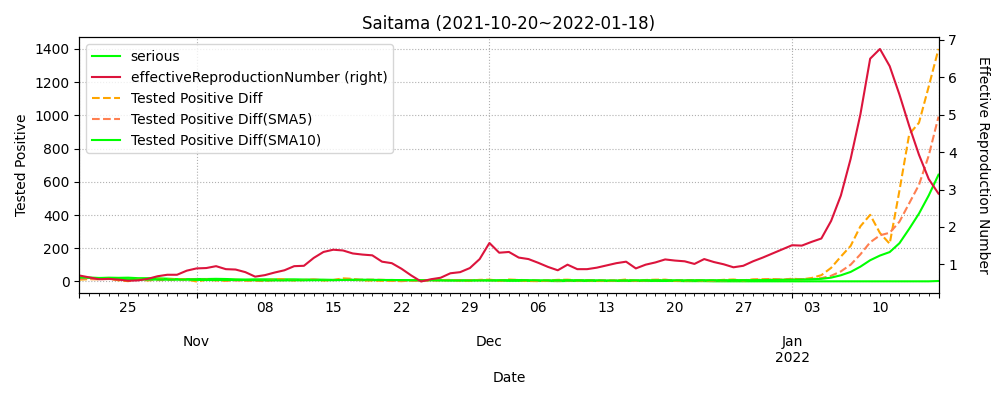 Saitama (2021-10-20~2022-01-18)
serious
effectiveReproductionNumber (right)
Tested Positive Diff
Tested Positive Diff(SMA5)
Tested Positive Diff(SMA10)
Tested Positive
1400
1200
1000
800
600
400
200
0
7
6
5
4
3
2
1
Effective Reproduction Number
25 08 15 22 29 06 13 20 27 03 10
Nov Dec Jan
2022
Date